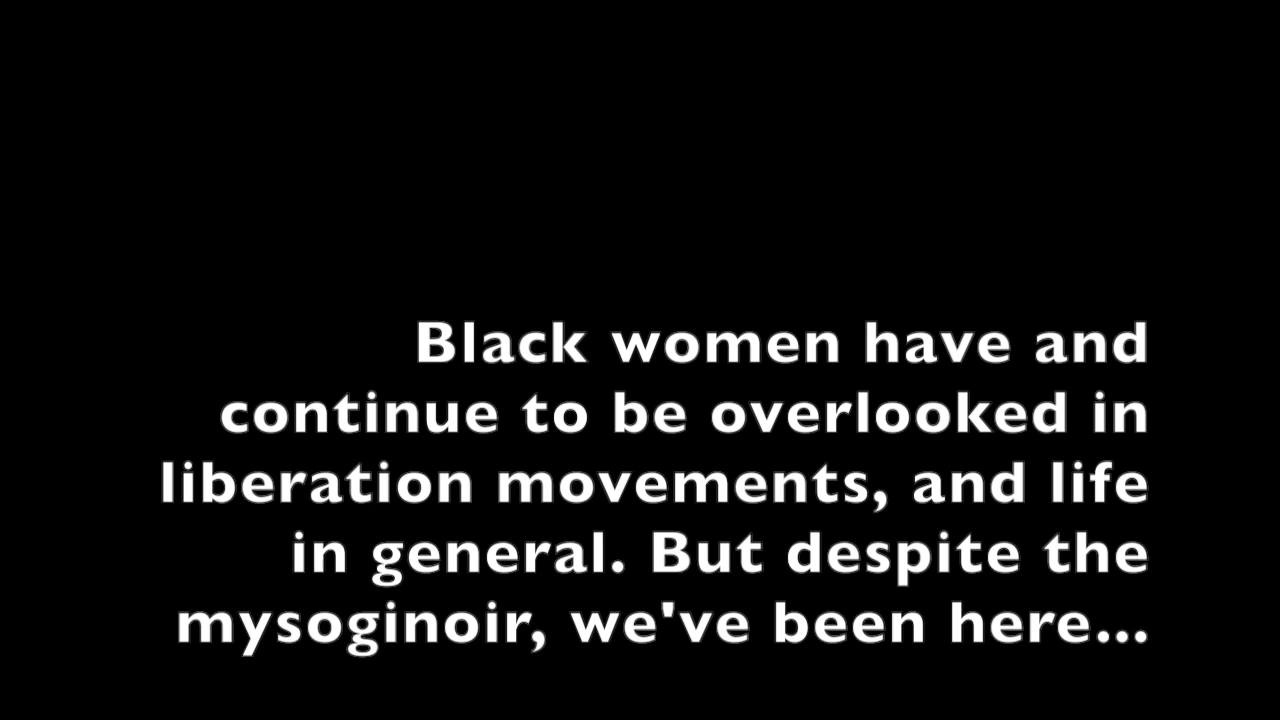 Black women have and
continue to be overlooked in
liberation movements, and life
in general. But despite the
mysoginoir, we've been here...